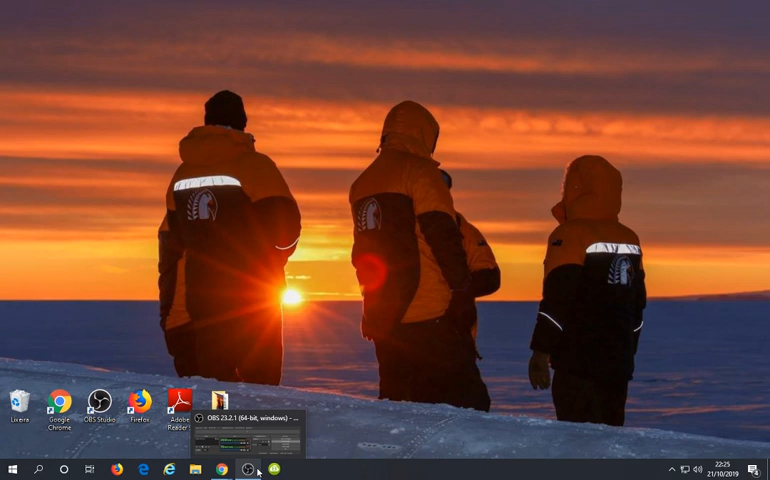 Lixeira
Google
Chrome
OBS Studio
Firefox
Adobe
Reader
OBS 23.2.1 (64-bit, windows) - ...
22:25
21/10/2019
4